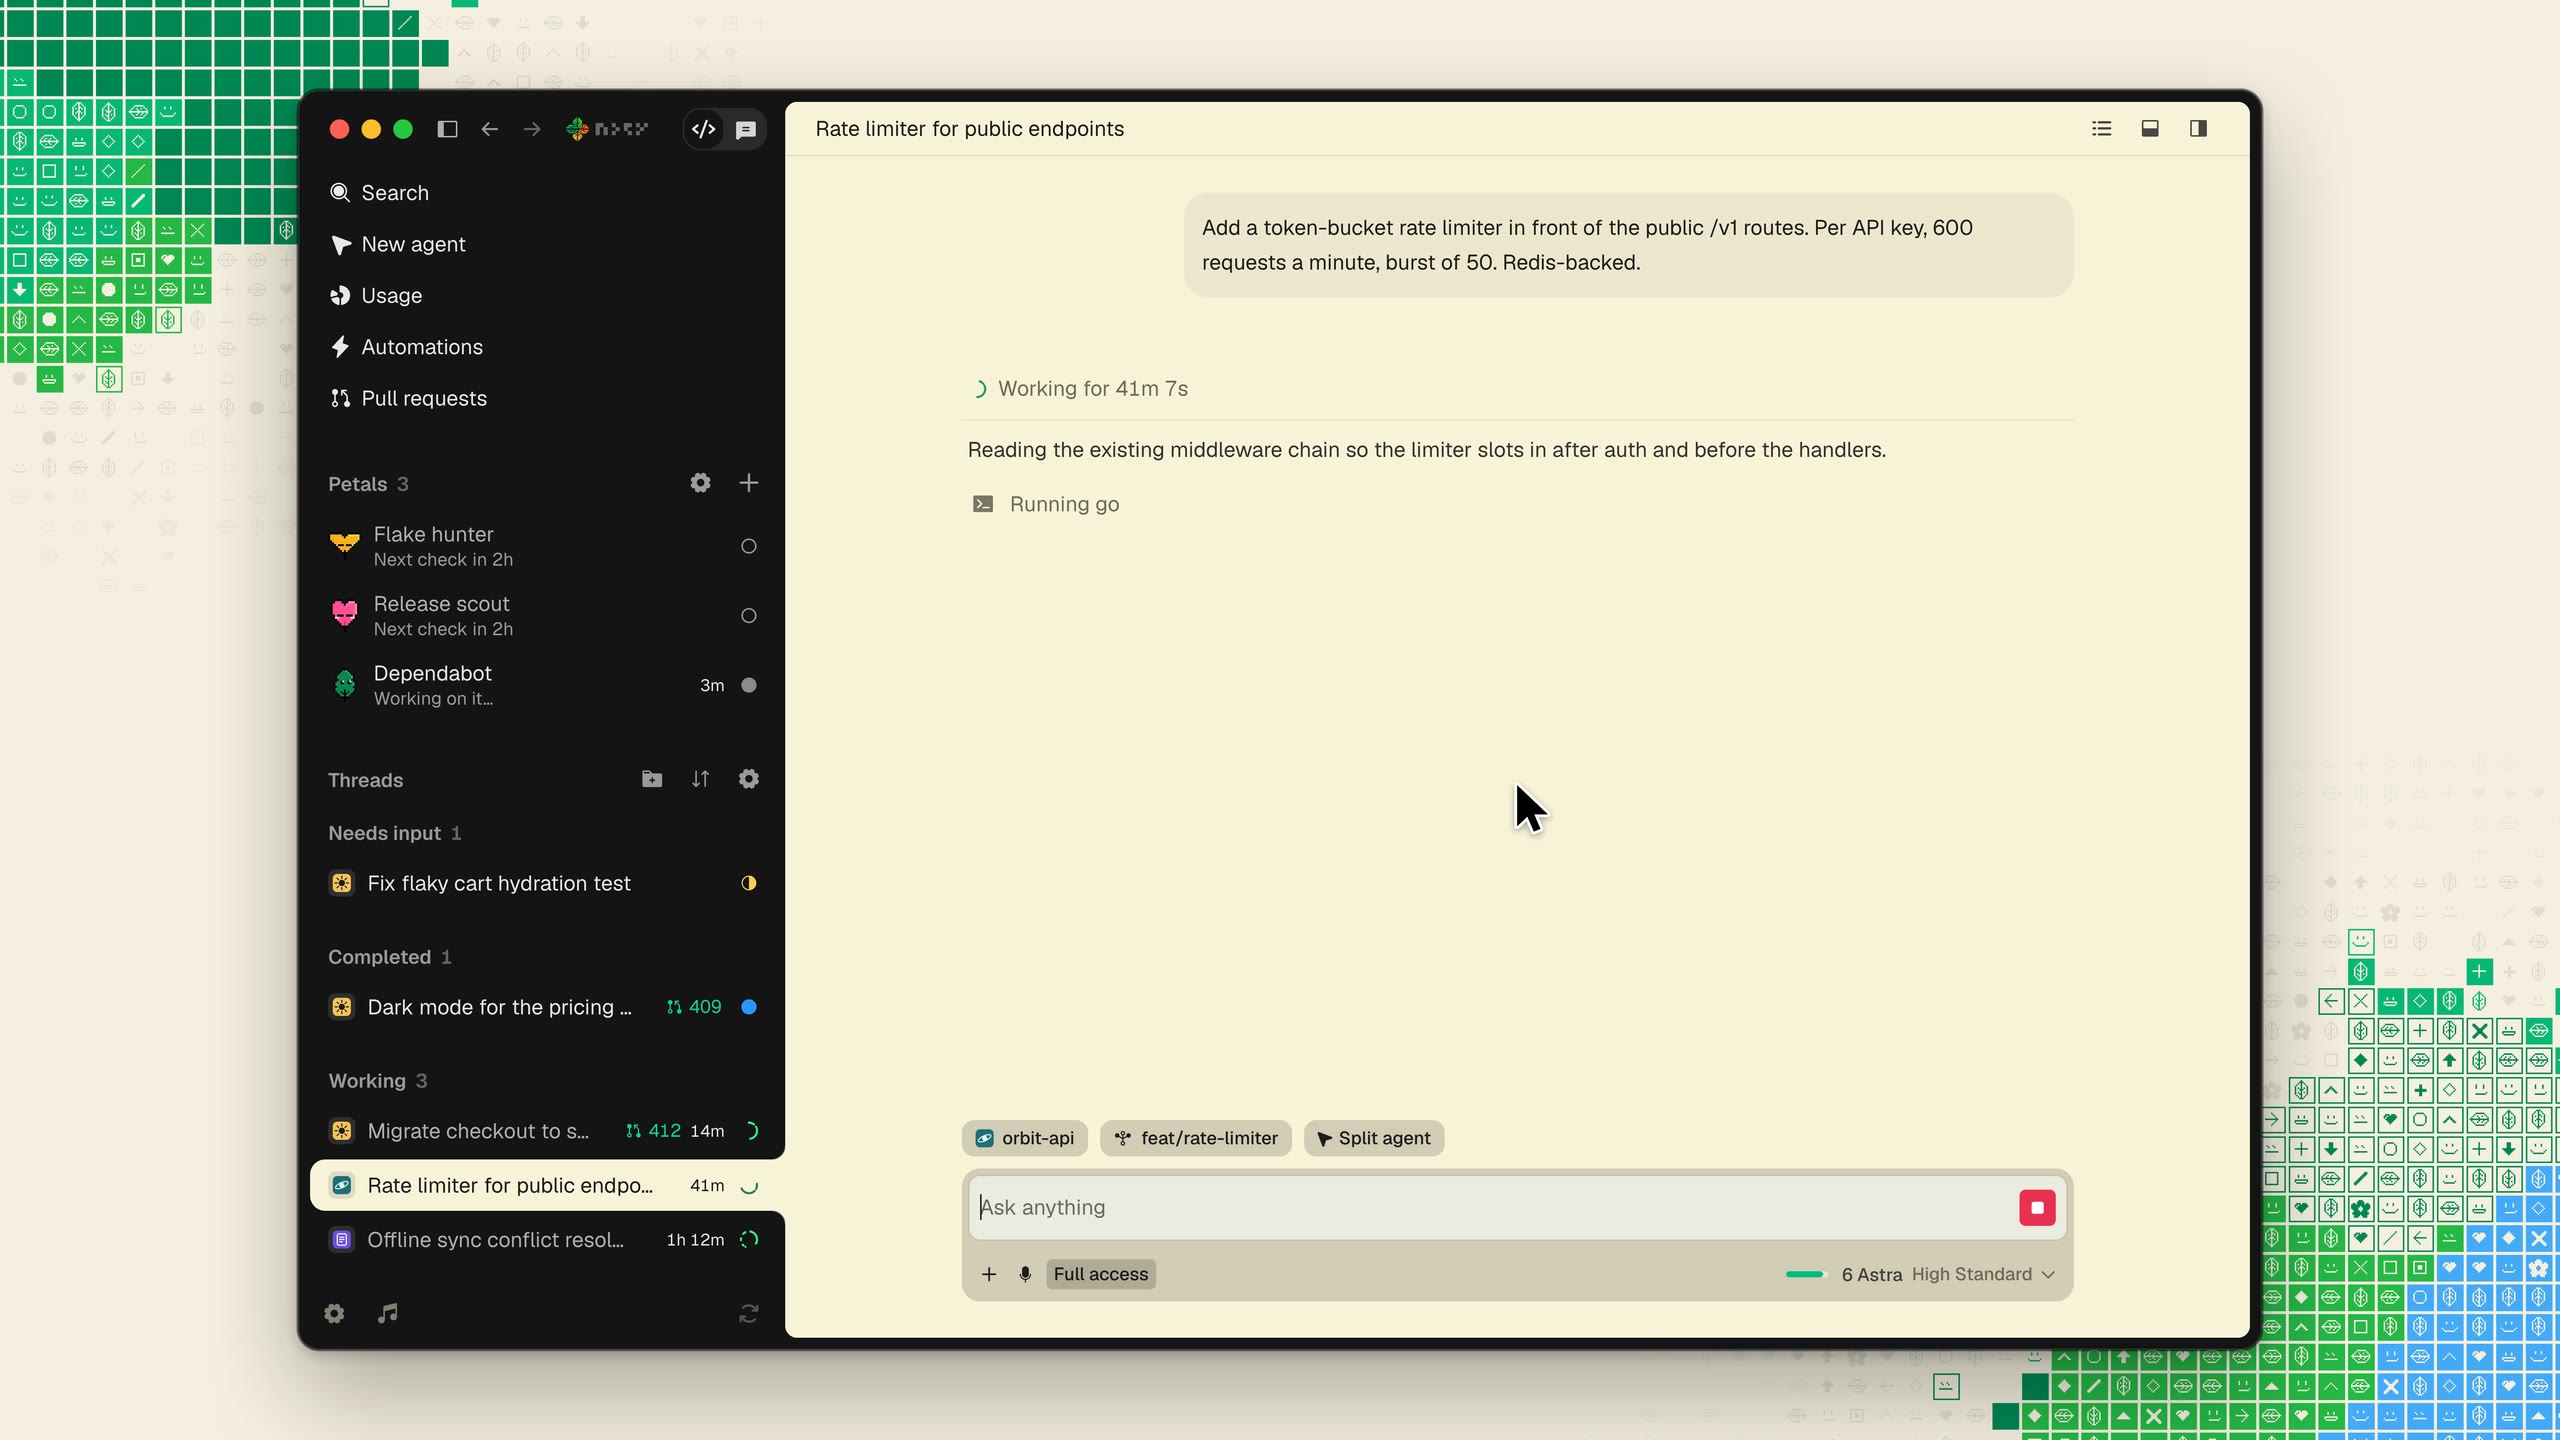 Search
New agent
Usage
Automations
Pull requests
Petals 3
Flake hunter
Next check in 2h
Release scout
Next check in 2h
Dependabot
Working on it…
3m
Threads
Needs input 1
Fix flaky cart hydration test
Completed 1
Dark mode for the pricing … 409
Working 3
Migrate checkout to s… 412 14m
Rate limiter for public endpo… 41m
Offline sync conflict resol… 1h 12m
Rate limiter for public endpoints
Add a token-bucket rate limiter in front of the public /v1 routes. Per API key, 600
requests a minute, burst of 50. Redis-backed.
Working for 41m 7s
Reading the existing middleware chain so the limiter slots in after auth and before the handlers.
Running go
orbit-api feat/rate-limiter Split agent
Ask anything
Full access 6 Astra High Standard